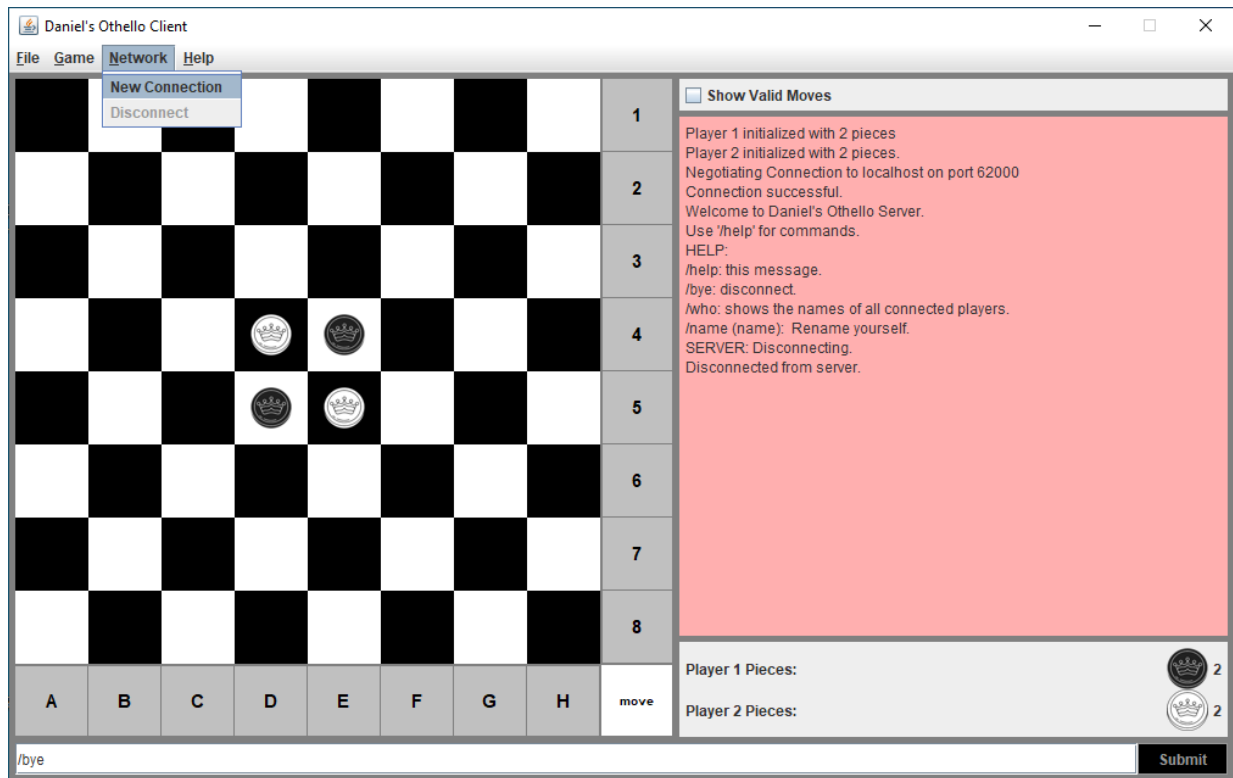 Daniel's Othello Client
File Game Network Help
New Connection
Disconnect
1
2
3
4
5
6
7
8
A B C D E F G H move
Show Valid Moves
Player 1 initialized with 2 pieces
Player 2 initialized with 2 pieces.
Negotiating Connection to localhost on port 62000
Connection successful.
Welcome to Daniel's Othello Server.
Use '/help' for commands.
HELP:
/help: this message.
/bye: disconnect.
/who: shows the names of all connected players.
/name (name):  Rename yourself.
SERVER: Disconnecting.
Disconnected from server.
Player 1 Pieces: 2
Player 2 Pieces: 2
/bye Submit